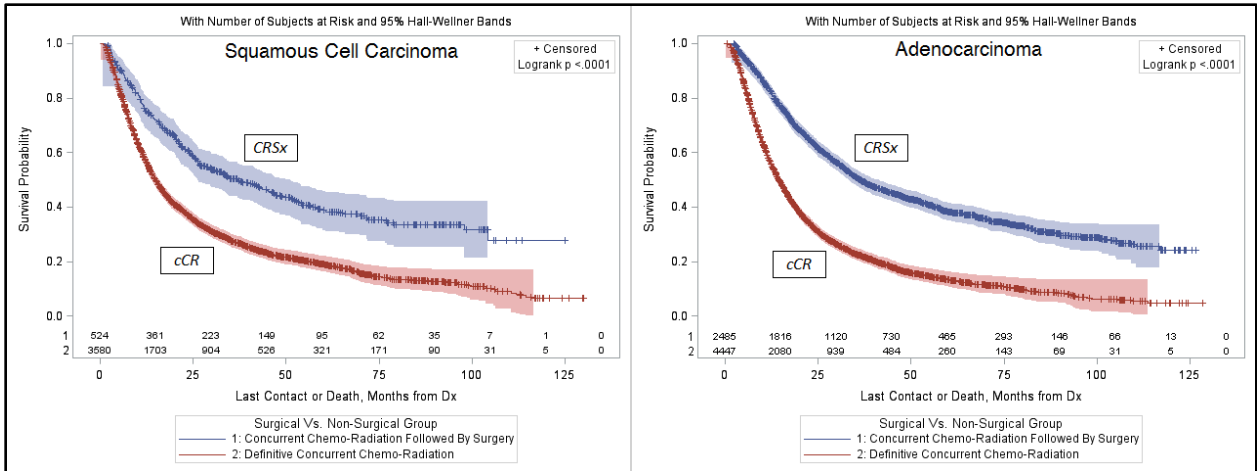 With Number of Subjects at Risk and 95% Hall-Wellner Bands
Squamous Cell Carcinoma
+ Censored
Logrank p <.0001
1.0
0.8
0.6
0.4
0.2
0.0
Survival Probability
CRSx
cCR
1 524 361 223 149 95 62 35 7 1 0
2 3580 1703 904 526 321 171 90 31 5 0
0 25 50 75 100 125
Last Contact or Death, Months from Dx
Surgical Vs. Non-Surgical Group
1: Concurrent Chemo-Radiation Followed By Surgery
2: Definitive Concurrent Chemo-Radiation
With Number of Subjects at Risk and 95% Hall-Wellner Bands
Adenocarcinoma
+ Censored
Logrank p <.0001
1.0
0.8
0.6
0.4
0.2
0.0
Survival Probability
CRSx
cCR
1 2485 1816 1120 730 465 293 146 66 13 0
2 4447 2080 939 484 260 143 69 31 5 0
0 25 50 75 100 125
Last Contact or Death, Months from Dx
Surgical Vs. Non-Surgical Group
1: Concurrent Chemo-Radiation Followed By Surgery
2: Definitive Concurrent Chemo-Radiation